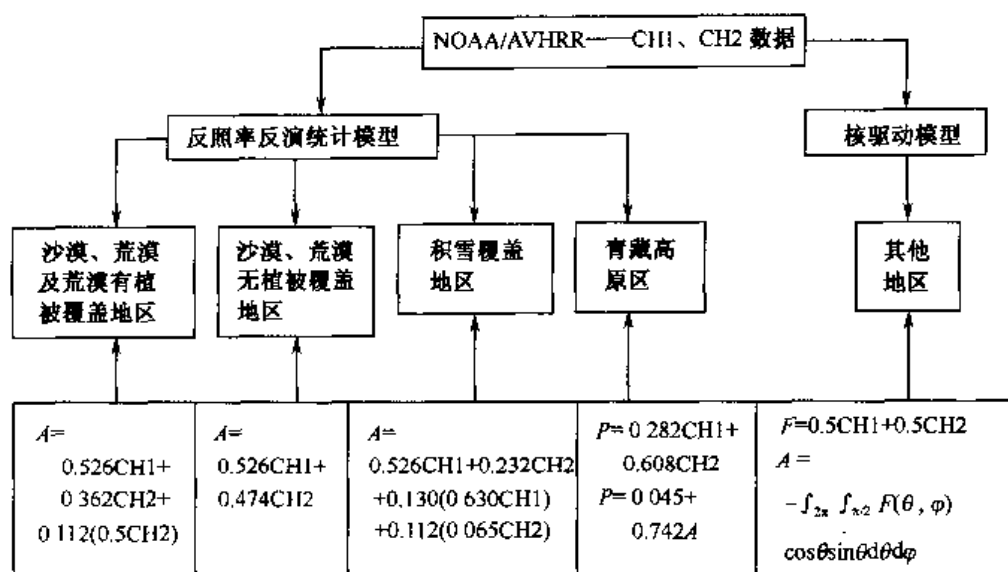 NOAA/AVHRR——CH1、CH2 数据
反照率反演统计模型
核驱动模型
沙漠、荒漠
及荒漠有植
被覆盖地区
沙漠、荒漠
无植被覆盖
地区
积雪覆盖
地区
青藏高
原区
其他
地区
A=
0.526CH1+
0.362CH2+
0 112(0.5CH2)
A=
0.526CH1+
0.474CH2
A=
0.526CH1+0.232CH2
+0.130(0 630CH1)
+0.112(0 065CH2)
P=0 282CH1+
0.608CH2
P=0 045+
0.742A
F=0.5CH1+0.5CH2
A =
-∫2π ∫π/2 F(θ, φ)
cosθsinθdθdφ